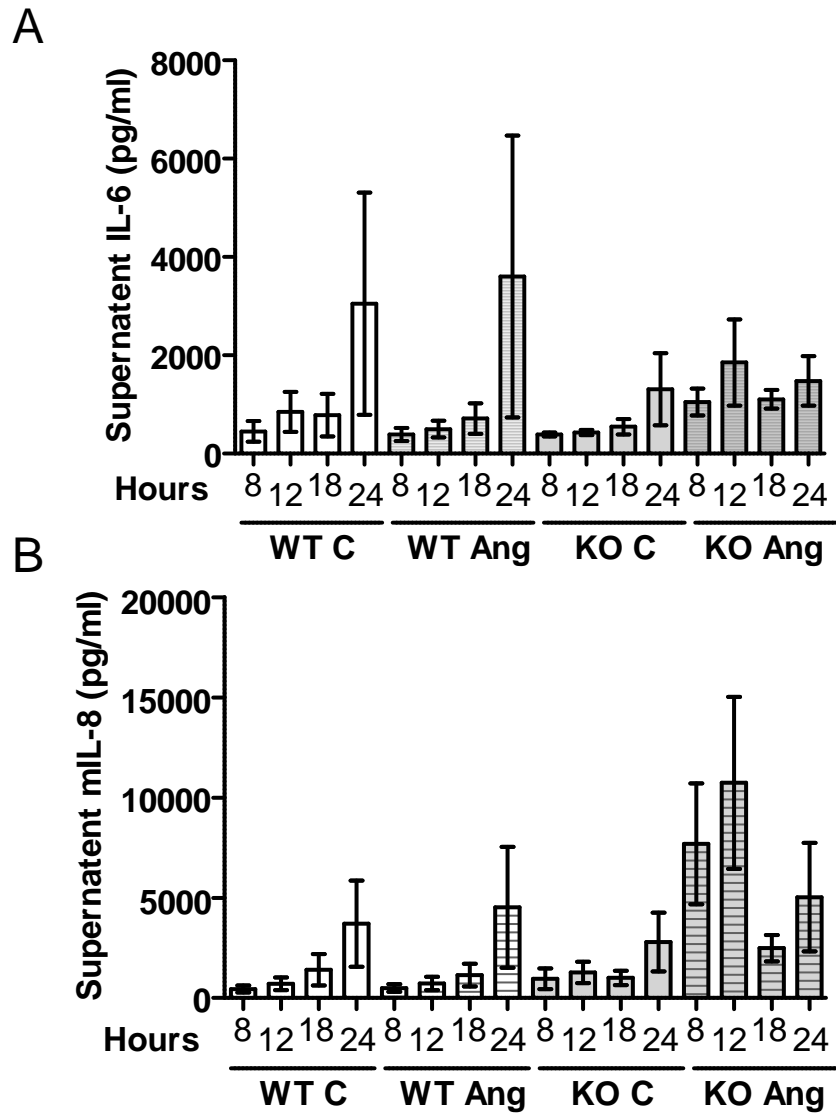 A
Supernatent IL-6 (pg/ml)
8000
6000
4000
2000
0
Hours 8 12 18 24 8 12 18 24 8 12 18 24 8 12 18 24
WT C WT Ang KO C KO Ang
B
Supernatent mIL-8 (pg/ml)
20000
15000
10000
5000
0
Hours 8 12 18 24 8 12 18 24 8 12 18 24 8 12 18 24
WT C WT Ang KO C KO Ang